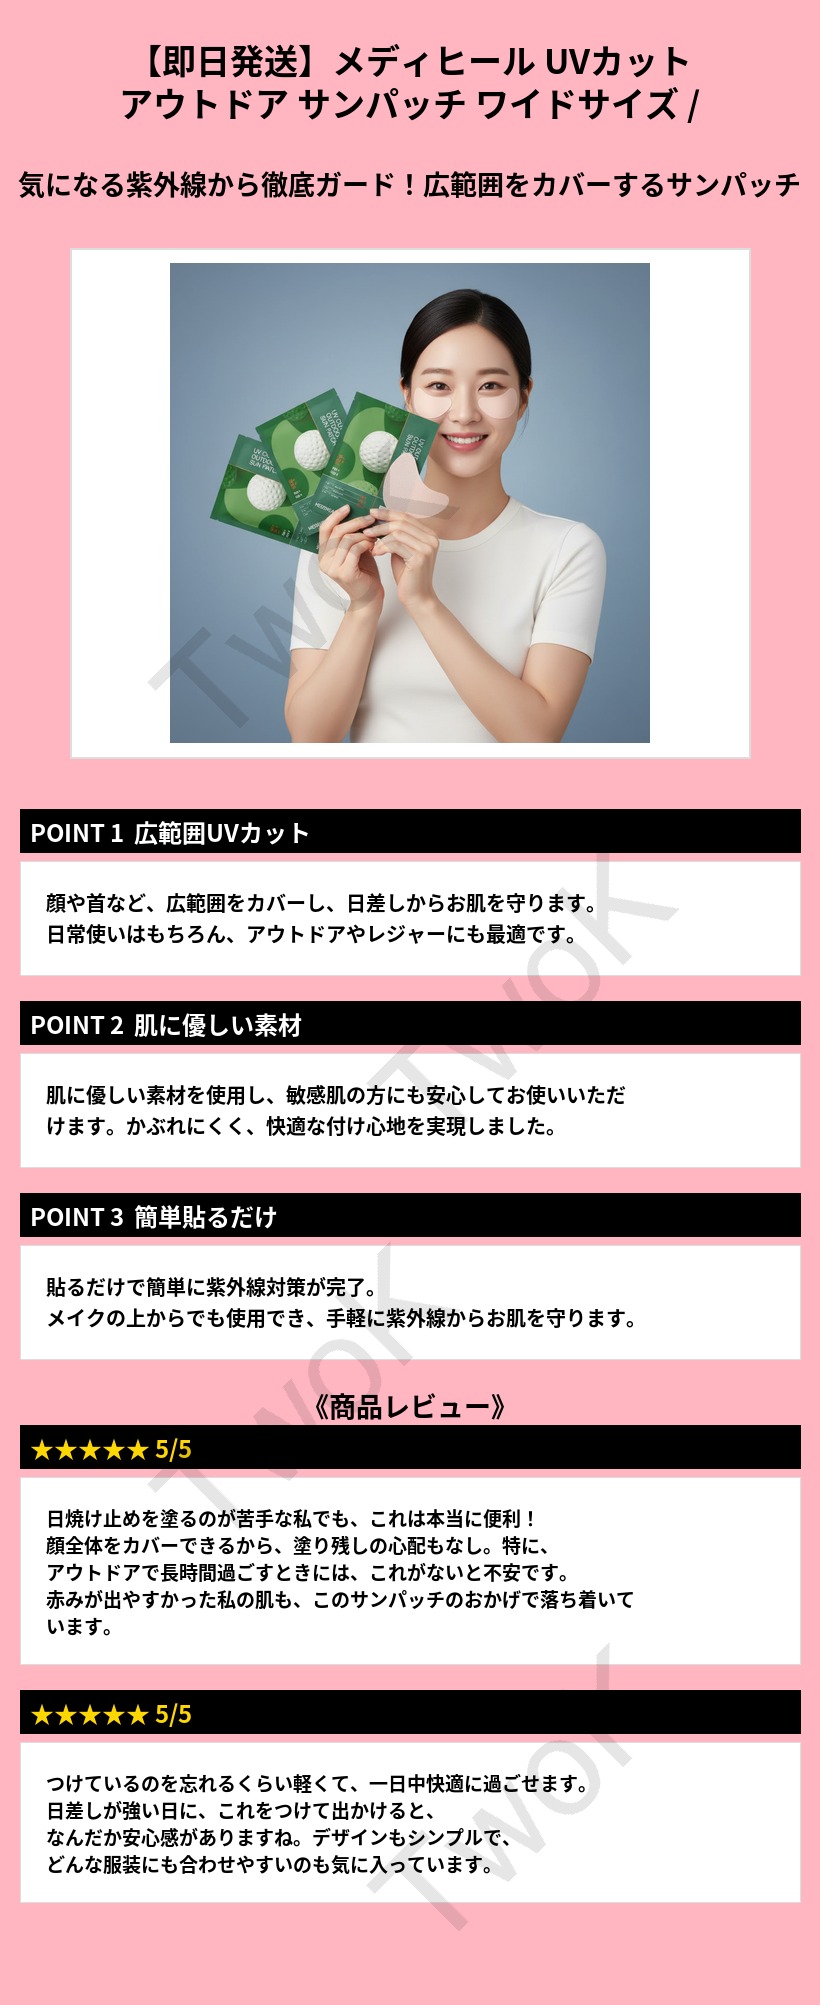 【即日発送】メディヒール UVカット
アウトドア サンパッチ ワイドサイズ /
気になる紫外線から徹底ガード！広範囲をカバーするサンパッチ
UV CUT
OUTDOOR
SUN PATCH
TwoK
POINT 1 広範囲UVカット
顔や首など、広範囲をカバーし、日差しからお肌を守ります。
日常使いはもちろん、アウトドアやレジャーにも最適です。
TwoK
POINT 2 肌に優しい素材
肌に優しい素材を使用し、敏感肌の方にも安心してお使いいただ
けます。かぶれにくく、快適な付け心地を実現しました。
POINT 3 簡単貼るだけ
貼るだけで簡単に紫外線対策が完了。
メイクの上からでも使用でき、手軽に紫外線からお肌を守ります。
TwoK
《商品レビュー》
★★★★★ 5/5
日焼け止めを塗るのが苦手な私でも、これは本当に便利！
顔全体をカバーできるから、塗り残しの心配もなし。特に、
アウトドアで長時間過ごすときには、これがないと不安です。
赤みが出やすかった私の肌も、このサンパッチのおかげで落ち着いて
います。
★★★★★ 5/5
つけているのを忘れるくらい軽くて、一日中快適に過ごせます。
日差しが強い日に、これをつけて出かけると、
なんだか安心感がありますね。デザインもシンプルで、
どんな服装にも合わせやすいのも気に入っています。
TwoK